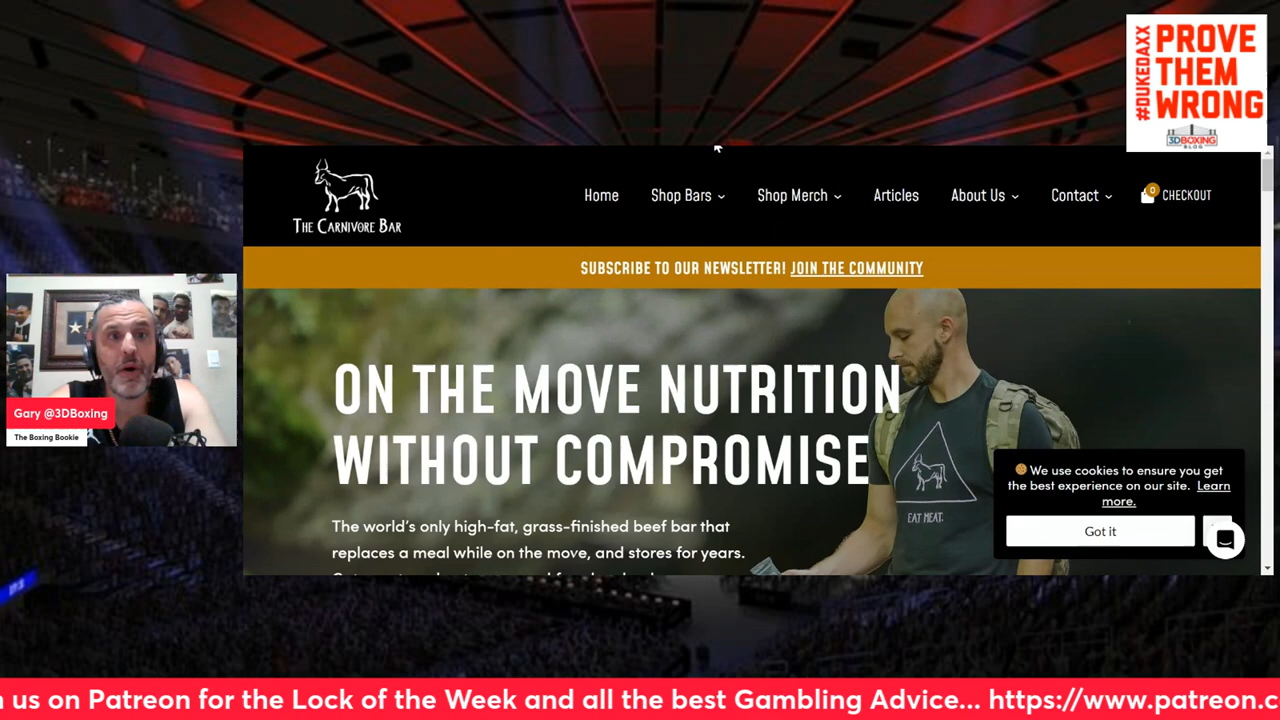 #DUKEDAXX
PROVE
THEM
WRONG
3DBOXING
BLOG
THE CARNIVORE BAR
Home
Shop Bars
Shop Merch
Articles
About Us
Contact
0
CHECKOUT
SUBSCRIBE TO OUR NEWSLETTER! JOIN THE COMMUNITY
ON THE MOVE NUTRITION
WITHOUT COMPROMISE
The world's only high-fat, grass-finished beef bar that
replaces a meal while on the move, and stores for years.
EAT MEAT.
We use cookies to ensure you get
the best experience on our site. Learn
more.
Got it
Gary @3DBoxing
The Boxing Bookie
us on Patreon for the Lock of the Week and all the best Gambling Advice... https://www.patreon.c